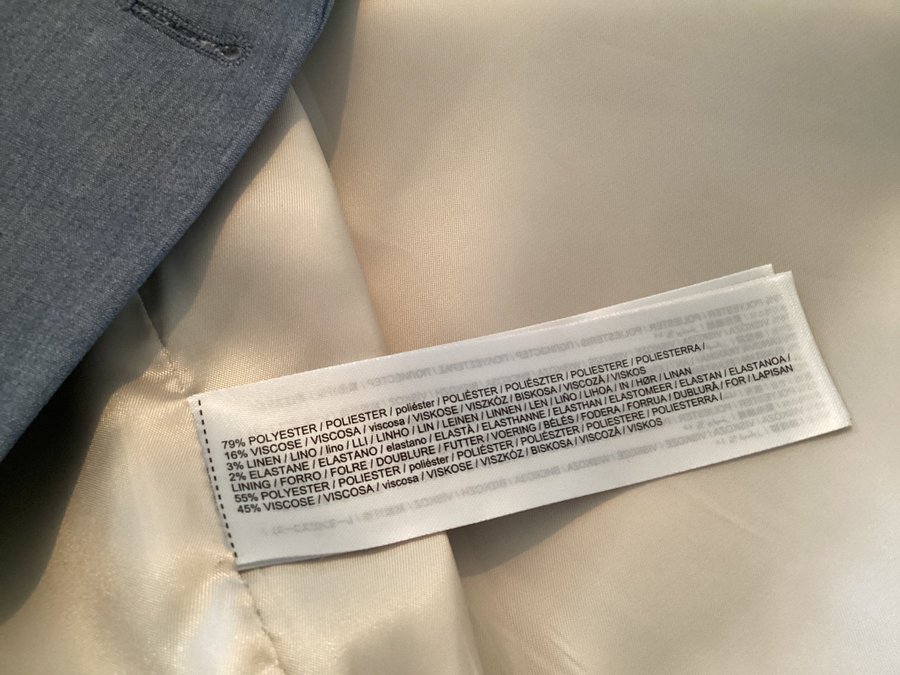 79% POLYESTER / POLIESTER / poliéster / POLIÉSTER / POLIÉSZTER / POLIESTERE / POLIESTERRA /
16% VISCOSE / VISCOSA / viscosa / VISKOSE / VISZKÓZ / BISKOSA / VISCOZĂ / VISKOS
3% LINEN / LINO / lino / LLI / LINHO / LIN / LEINEN / LINNEN / LEN / LIÑO / LIHOA / IN / HØR / LINAN
2% ELASTANE / ELASTANO / elastano / ELASTÀ / ELASTHANNE / ELASTHAN / ELASTOMEER / ELASTAN / ELASTANOA /
LINING / FORRO / FOLRE / DOUBLURE / FUTTER / VOERING / BÉLÉS / FODERA / FORRUA / DUBLURĂ / FOR / LAPISAN
55% POLYESTER / POLIESTER / poliéster / POLIÉSTER / POLIÉSZTER / POLIESTERE / POLIESTERRA /
45% VISCOSE / VISCOSA / viscosa / VISKOSE / VISZKÓZ / BISKOSA / VISCOZĂ / VISKOS